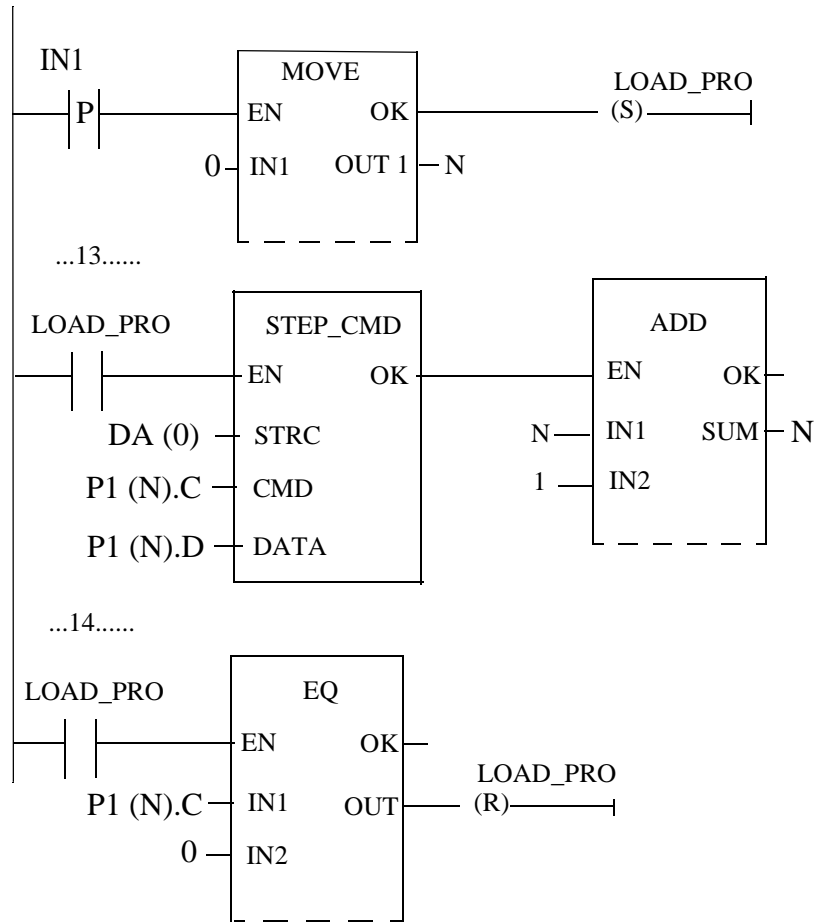 IN1
P
MOVE
EN OK
0 IN1 OUT 1 N
LOAD_PRO
(S)
...13......
LOAD_PRO
STEP_CMD
EN OK
DA (0) STRC
P1 (N).C CMD
P1 (N).D DATA
ADD
EN OK
N IN1 SUM N
1 IN2
...14......
LOAD_PRO
EQ
EN OK
P1 (N).C IN1 OUT
0 IN2
LOAD_PRO
(R)